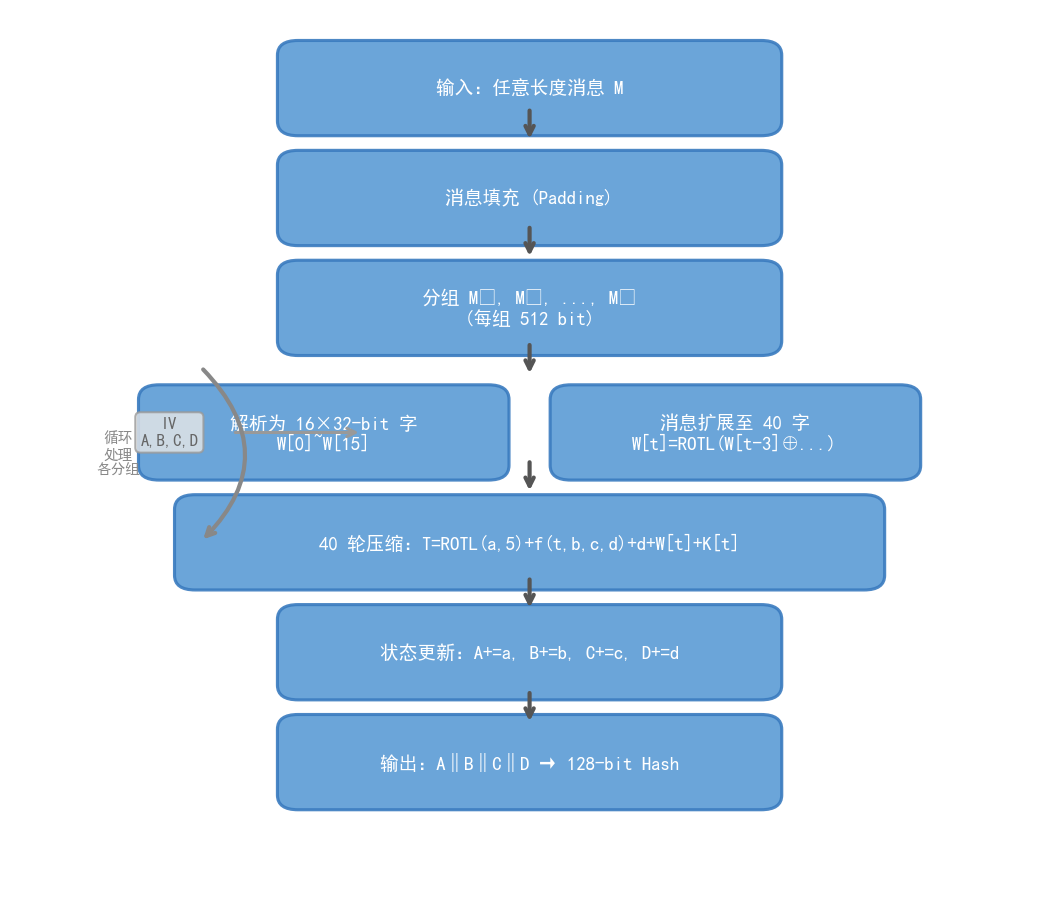 输入：任意长度消息 M
消息填充 (Padding)
分组 M□, M□, ..., M□
(每组 512 bit)
解析为 16×32-bit 字
W[0]~W[15]
消息扩展至 40 字
W[t]=ROTL(W[t-3]⊕...)
IV
A,B,C,D
循环
处理
各分组
40 轮压缩：T=ROTL(a,5)+f(t,b,c,d)+d+W[t]+K[t]
状态更新：A+=a, B+=b, C+=c, D+=d
输出：A‖B‖C‖D → 128-bit Hash